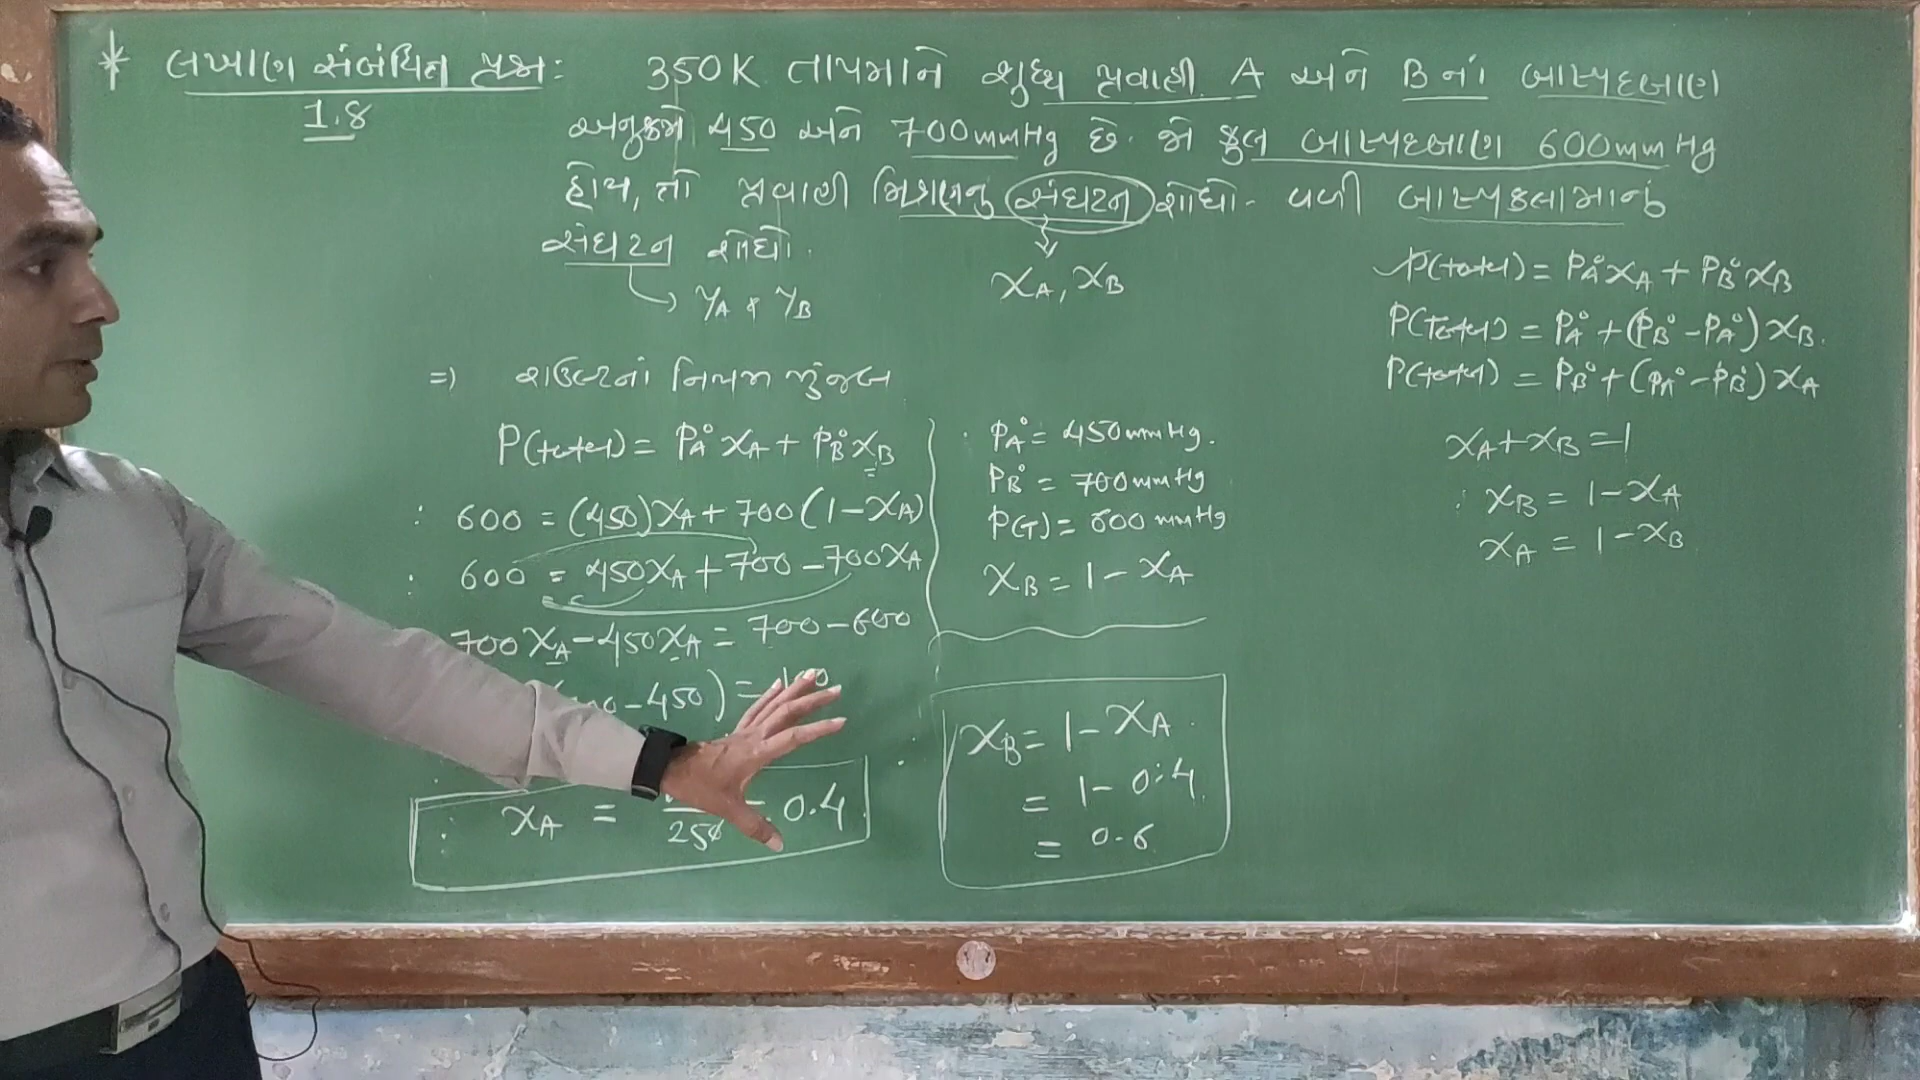 * લખાણ સંબંધિત પ્રશ્ન :
1.8
350K તાપમાને શુદ્ધ પ્રવાહી A અને B નાં બાષ્પદબાણ
અનુક્રમે 450 અને 700mmHg છે. જો કુલ બાષ્પદબાણ 600mmHg
હોય, તો પ્રવાહી મિશ્રણનું સંઘટન શોધો. વળી બાષ્પકલામાનું
સંઘટન શોધો.
yA & yB
xA, xB
=) રાઉલ્ટનાં નિયમ મુજબ
P(total) = PA° xA + PB° xB
∴ 600 = (450)xA + 700(1-xA)
∴ 600 = 450xA + 700 - 700xA
700xA - 450xA = 700 - 600
-450) =
∴ xA = 250 = 0.4
PA° = 450mmHg.
PB° = 700mmHg
P(T) = 600 mmHg
xB = 1 - xA
xB = 1 - xA
= 1 - 0.4
= 0.6
P(total) = PA° xA + PB° xB
P(Total) = PA° + (PB° - PA°) xB.
P(total) = PB° + (PA° - PB°) xA
xA + xB = 1
∴ xB = 1 - xA
xA = 1 - xB